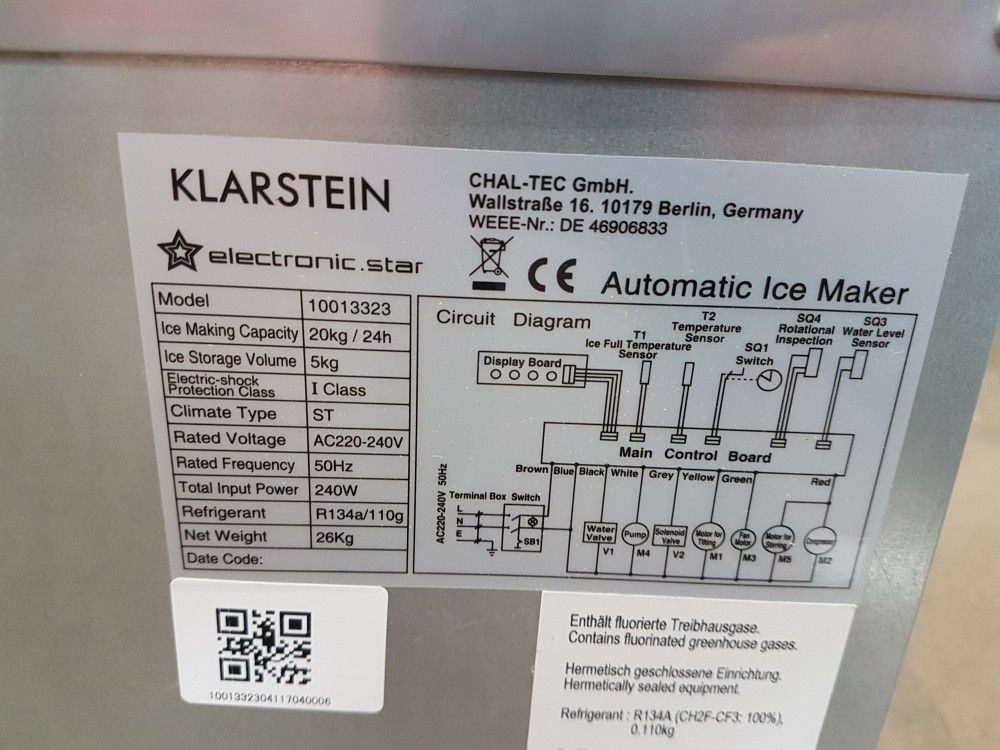 KLARSTEIN
electronic.star
CHAL-TEC GmbH.
Wallstraße 16. 10179 Berlin, Germany
WEEE-Nr.: DE 46906833
CE
Automatic Ice Maker
Model 10013323
Ice Making Capacity 20kg / 24h
Ice Storage Volume 5kg
Electric-shock
Protection Class I Class
Climate Type ST
Rated Voltage AC220-240V
Rated Frequency 50Hz
Total Input Power 240W
Refrigerant R134a/110g
Net Weight 26Kg
Date Code:
Circuit Diagram
Display Board
T1
Ice Full Temperature
Sensor
T2
Temperature
Sensor
SQ1
Switch
SQ4
Rotational
Inspection
SQ3
Water Level
Sensor
Main Control Board
Brown Blue Black White Grey Yellow Green Red
AC220-240V 50Hz
Terminal Box Switch
L
N
E
SB1
Water
Valve
V1
Pump
M4
Solenoid
Valve
V2
Motor for
Tilting
M1
Fan
Motor
M3
Motor for
Stirring
M5
Compressor
M2
1001332304117040006
Enthält fluorierte Treibhausgase.
Contains fluorinated greenhouse gases.
Hermetisch geschlossene Einrichtung.
Hermetically sealed equipment.
Refrigerant : R134A (CH2F-CF3: 100%),
0.110kg